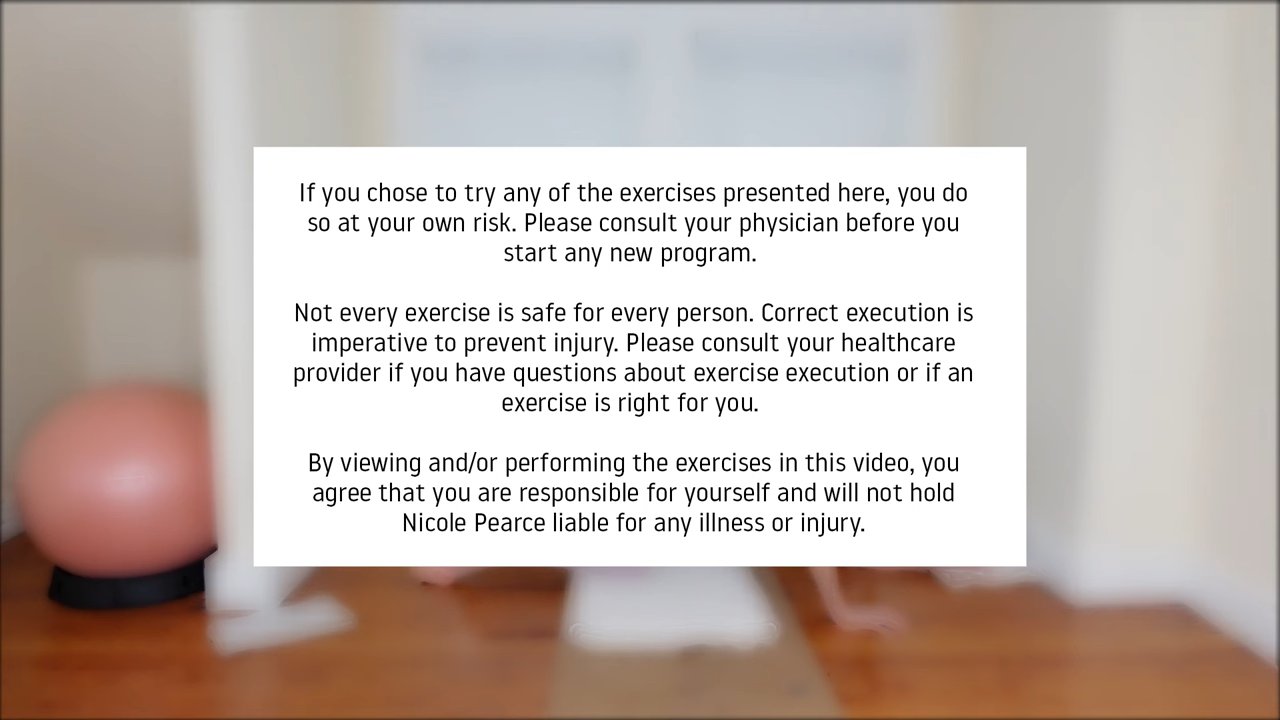 If you chose to try any of the exercises presented here, you do
so at your own risk. Please consult your physician before you
start any new program.
Not every exercise is safe for every person. Correct execution is
imperative to prevent injury. Please consult your healthcare
provider if you have questions about exercise execution or if an
exercise is right for you.
By viewing and/or performing the exercises in this video, you
agree that you are responsible for yourself and will not hold
Nicole Pearce liable for any illness or injury.